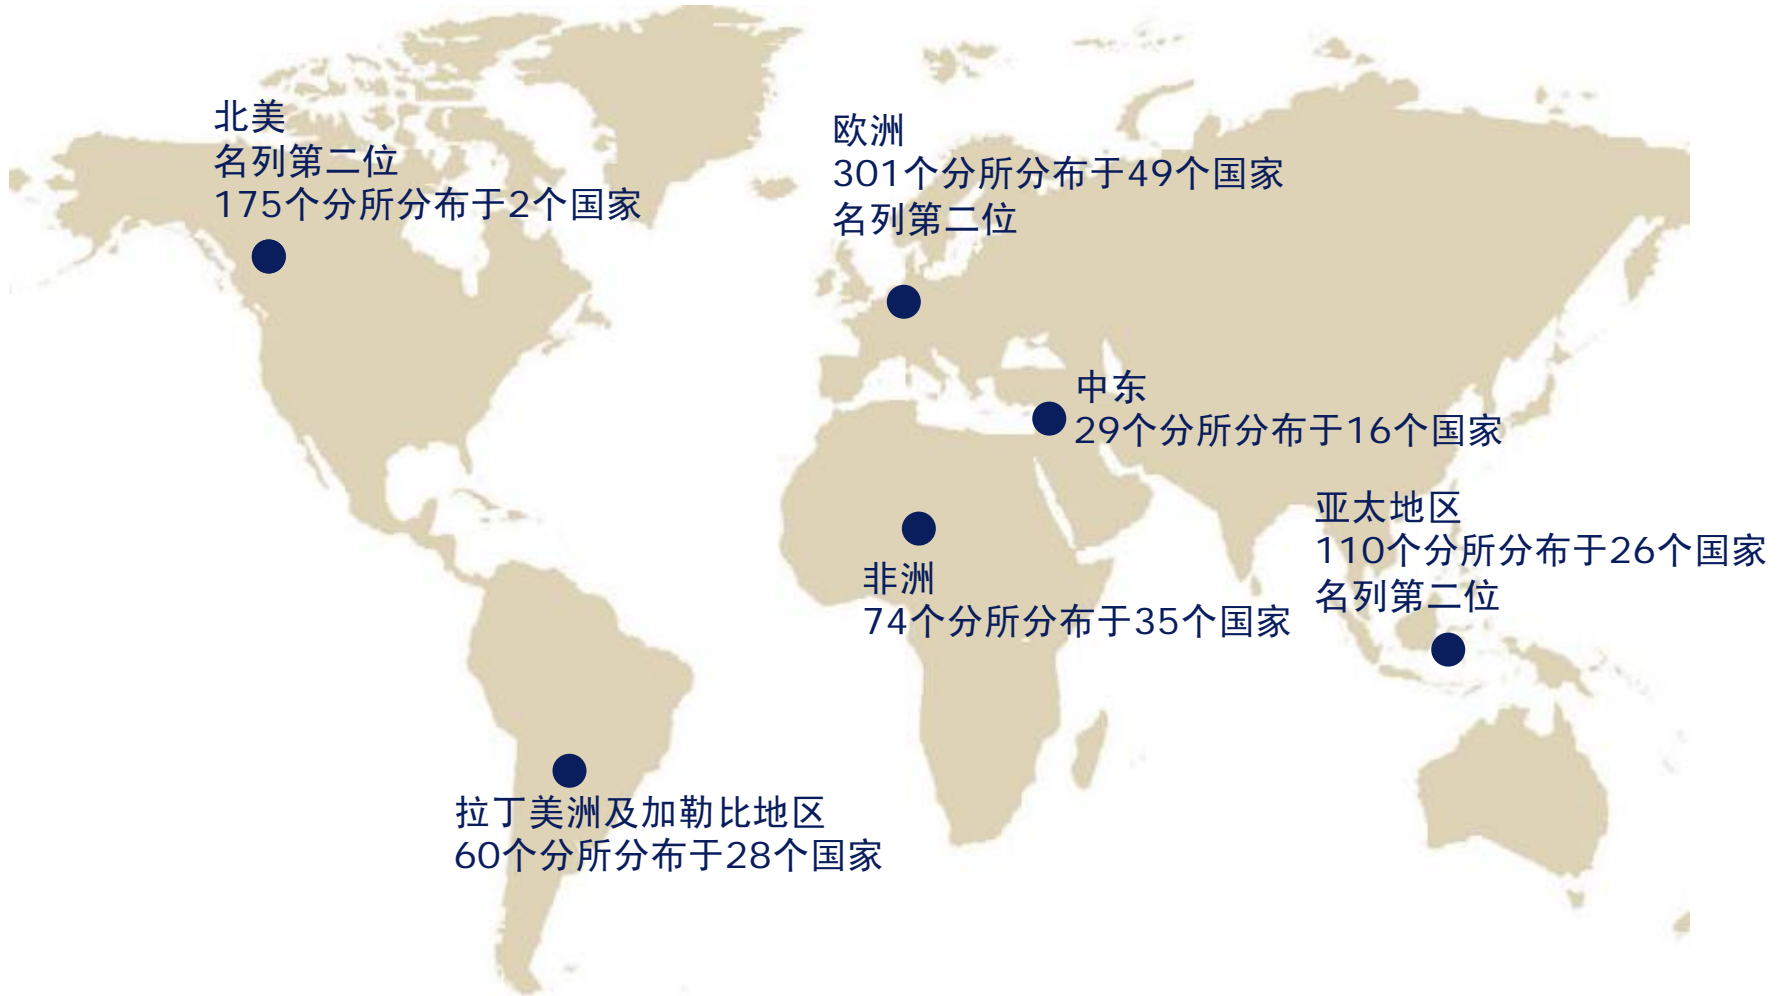 北美
名列第二位
175个分所分布于2个国家
欧洲
301个分所分布于49个国家
名列第二位
中东
29个分所分布于16个国家
亚太地区
110个分所分布于26个国家
名列第二位
非洲
74个分所分布于35个国家
拉丁美洲及加勒比地区
60个分所分布于28个国家